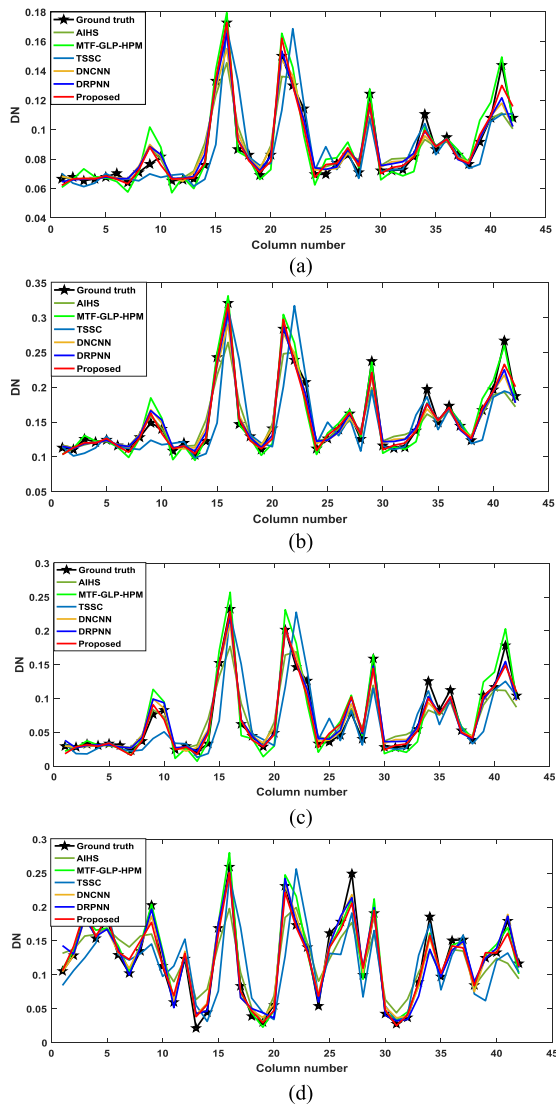 0.18
0.16
0.14
0.12
0.1
0.08
0.06
0.04
DN
Ground truth
AIHS
MTF-GLP-HPM
TSSC
DNCNN
DRPNN
Proposed
0 5 10 15 20 25 30 35 40 45
Column number
(a)
0.35
0.3
0.25
0.2
0.15
0.1
0.05
DN
Ground truth
AIHS
MTF-GLP-HPM
TSSC
DNCNN
DRPNN
Proposed
0 5 10 15 20 25 30 35 40 45
Column number
(b)
0.3
0.25
0.2
0.15
0.1
0.05
0
DN
Ground truth
AIHS
MTF-GLP-HPM
TSSC
DNCNN
DRPNN
Proposed
0 5 10 15 20 25 30 35 40 45
Column number
(c)
0.3
0.25
0.2
0.15
0.1
0.05
0
DN
Ground truth
AIHS
MTF-GLP-HPM
TSSC
DNCNN
DRPNN
Proposed
0 5 10 15 20 25 30 35 40 45
Column number
(d)